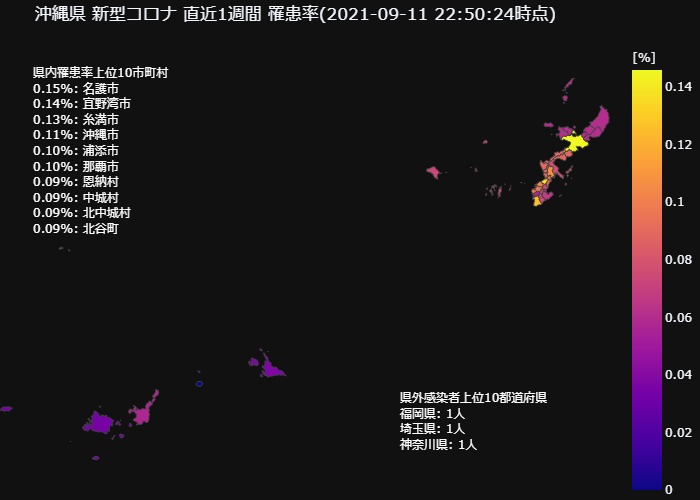 沖縄県 新型コロナ 直近1週間 罹患率(2021-09-11 22:50:24時点)
[%]
県内罹患率上位10市町村
0.15%: 名護市
0.14%: 宜野湾市
0.13%: 糸満市
0.11%: 沖縄市
0.10%: 浦添市
0.10%: 那覇市
0.09%: 恩納村
0.09%: 中城村
0.09%: 北中城村
0.09%: 北谷町
0.14
0.12
0.1
0.08
0.06
0.04
0.02
0
県外感染者上位10都道府県
福岡県: 1人
埼玉県: 1人
神奈川県: 1人